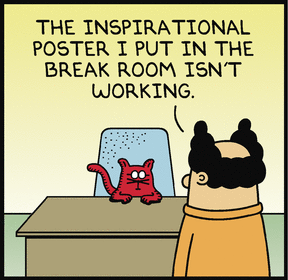 THE INSPIRATIONAL
POSTER I PUT IN THE
BREAK ROOM ISN'T
WORKING.